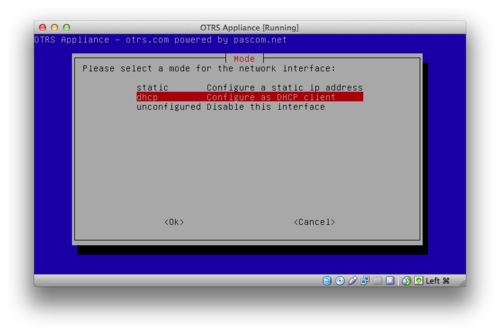 OTRS Appliance [Running]
OTRS Appliance - otrs.com powered by pascom.net
Mode
Please select a mode for the network interface:
static Configure a static ip address
dhcp Configure as DHCP client
unconfigured Disable this interface
<Ok> <Cancel>
Left ⌘